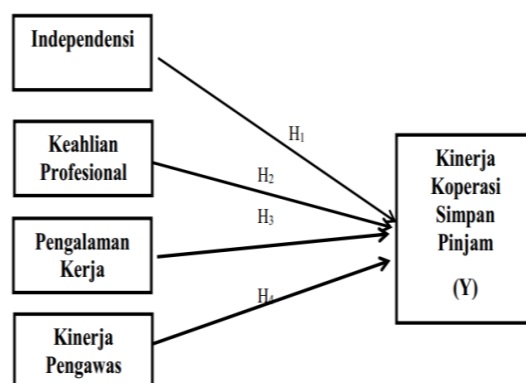 Independensi
Keahlian
Profesional
Pengalaman
Kerja
Kinerja
Pengawas
H₁
H₂
H₃
H₄
Kinerja
Koperasi
Simpan
Pinjam
(Y)